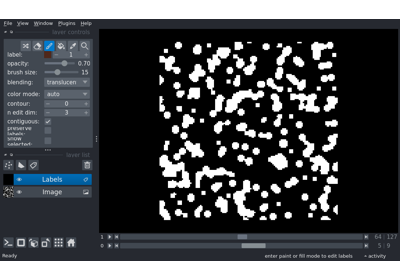 File View Window Plugins Help
layer controls
label: 1
opacity: 0.70
brush size: 15
blending: translucen
color mode: auto
contour: 0
n edit dim: 3
contiguous:
preserve labels:
show selected:
layer list
Labels
Image
1 64 127
0 5 9
Ready
enter paint or fill mode to edit labels
activity